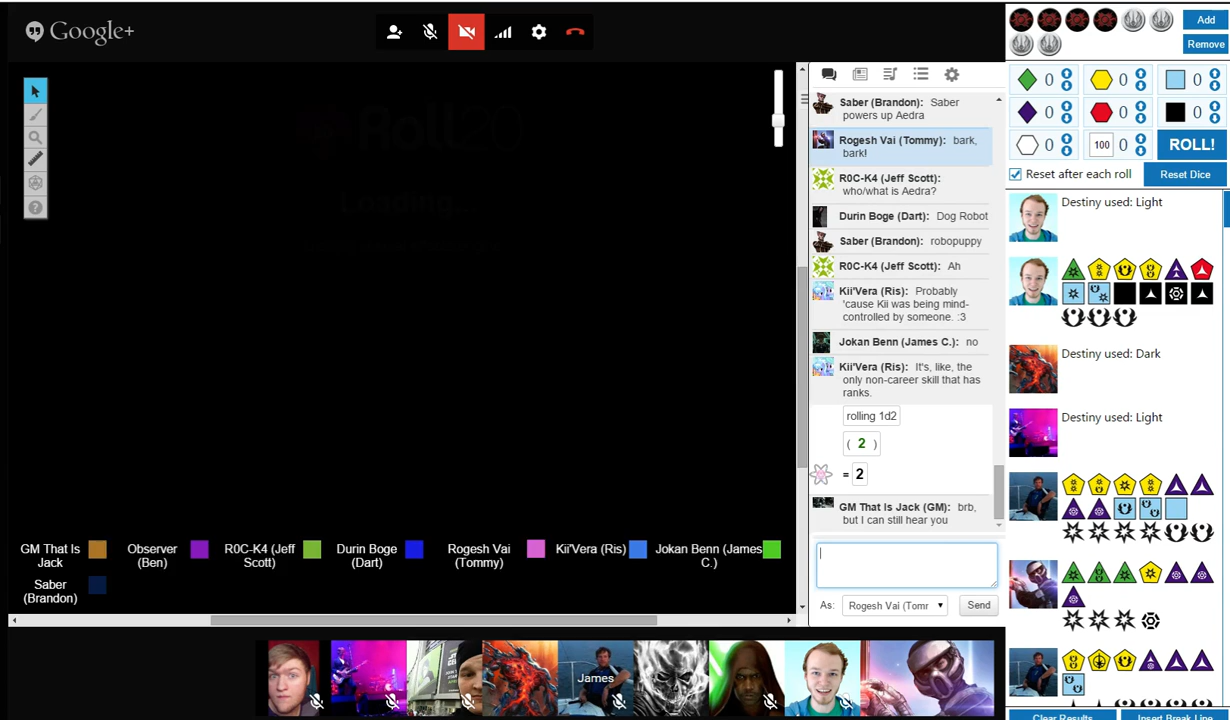 Google+
Add
Remove
0
0
0
0
0
0
0
100
0
ROLL!
Reset after each roll
Reset Dice
Loading...
Saber (Brandon): Saber
powers up Aedra
Rogesh Vai (Tommy): bark,
bark!
R0C-K4 (Jeff Scott):
who/what is Aedra?
Durin Boge (Dart): Dog Robot
Saber (Brandon): robopuppy
R0C-K4 (Jeff Scott): Ah
Kii'Vera (Ris): Probably
'cause Kii was being mind-
controlled by someone. :3
Jokan Benn (James C.): no
Kii'Vera (Ris): It's, like, the
only non-career skill that has
ranks.
rolling 1d2
( 2 )
= 2
GM That Is Jack (GM): brb,
but I can still hear you
As:
Rogesh Vai (Tomr
Send
Destiny used: Light
Destiny used: Dark
Destiny used: Light
GM That Is
Jack
Observer
(Ben)
R0C-K4 (Jeff
Scott)
Durin Boge
(Dart)
Rogesh Vai
(Tommy)
Kii'Vera (Ris)
Jokan Benn (James
C.)
Saber
(Brandon)
James
Clear Results
Insert Break Line